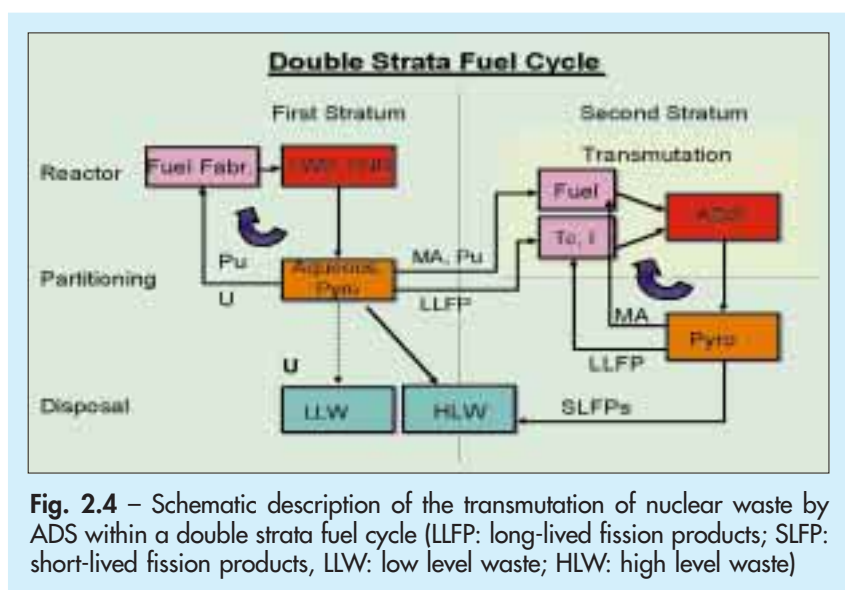 Double Strata Fuel Cycle
First Stratum
Second Stratum
Transmutation
Reactor
Fuel Fabr.
Fuel
ADS
Tc, I
Pu
MA, Pu
Partitioning
Aqueous,
Pyro
U
LLFP
MA
Pyro
LLFP
U
Disposal
LLW
HLW
SLFPs
Fig. 2.4 – Schematic description of the transmutation of nuclear waste by
ADS within a double strata fuel cycle (LLFP: long-lived fission products; SLFP:
short-lived fission products, LLW: low level waste; HLW: high level waste)